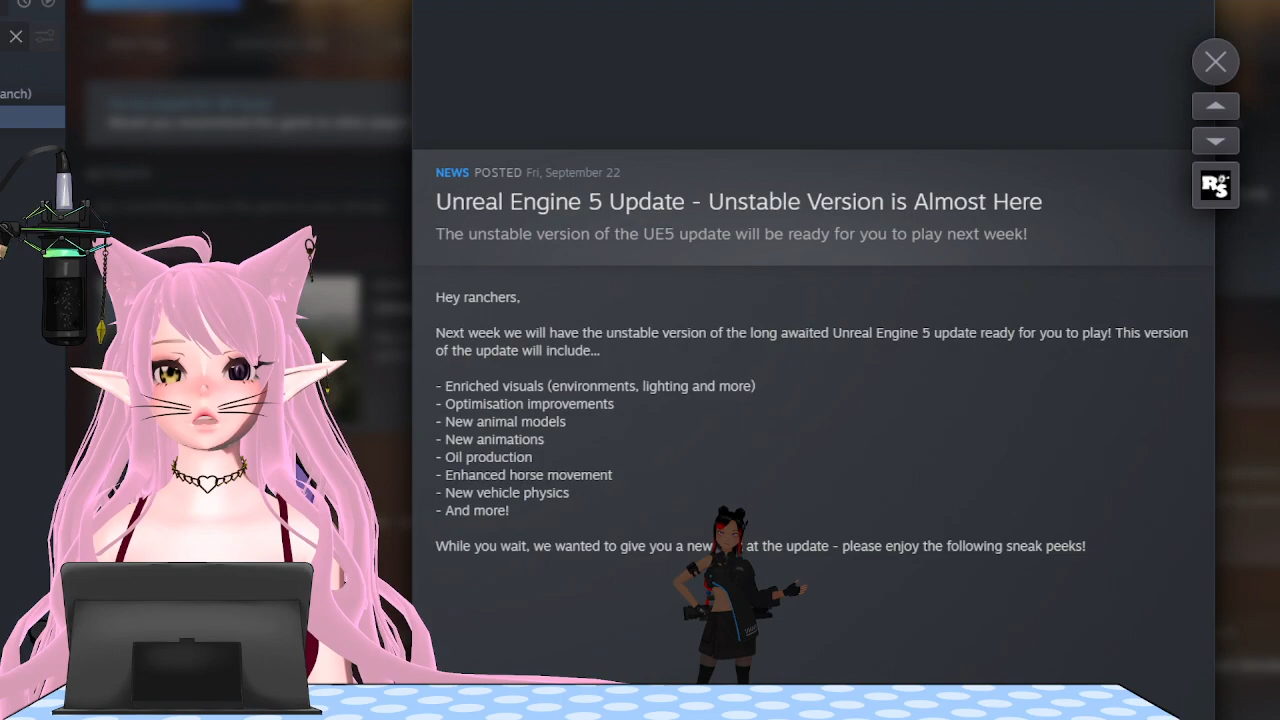 anch)
NEWS POSTED Fri, September 22
Unreal Engine 5 Update - Unstable Version is Almost Here
The unstable version of the UE5 update will be ready for you to play next week!
Hey ranchers,
Next week we will have the unstable version of the long awaited Unreal Engine 5 update ready for you to play! This version
of the update will include...
- Enriched visuals (environments, lighting and more)
- Optimisation improvements
- New animal models
- New animations
- Oil production
- Enhanced horse movement
- New vehicle physics
- And more!
While you wait, we wanted to give you a new at the update - please enjoy the following sneak peeks!